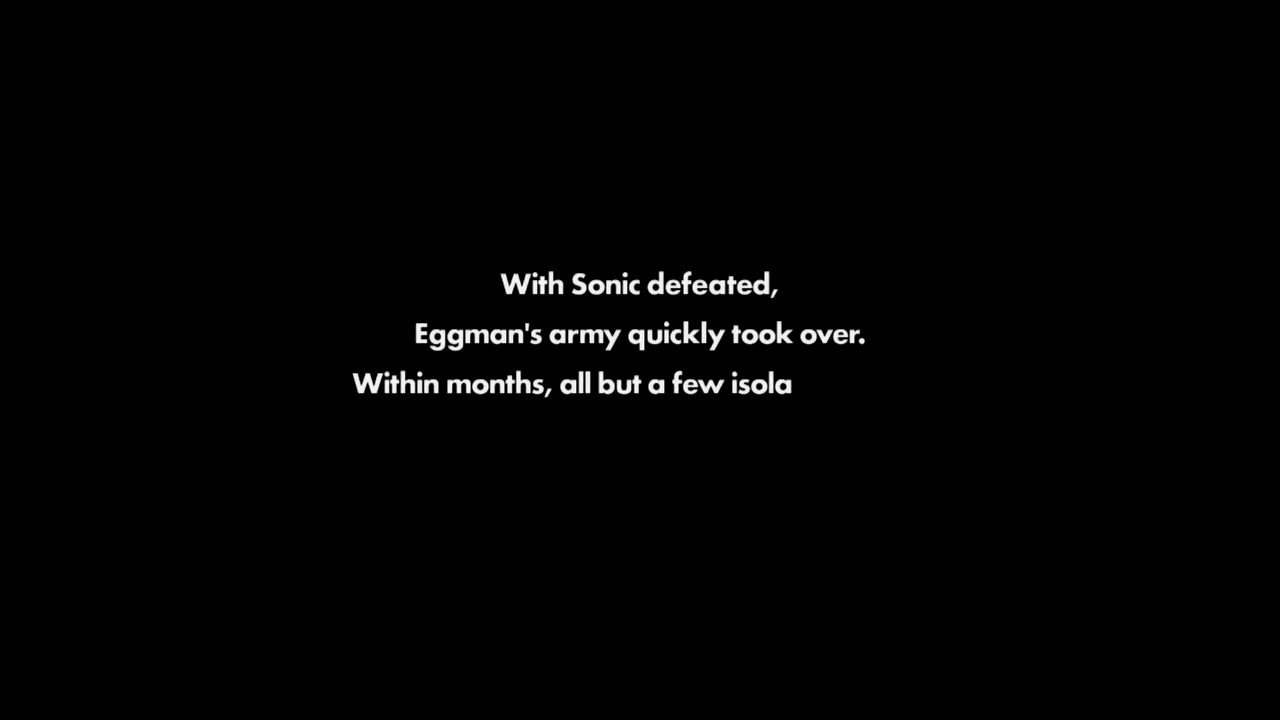 With Sonic defeated,
Eggman's army quickly took over.
Within months, all but a few isola